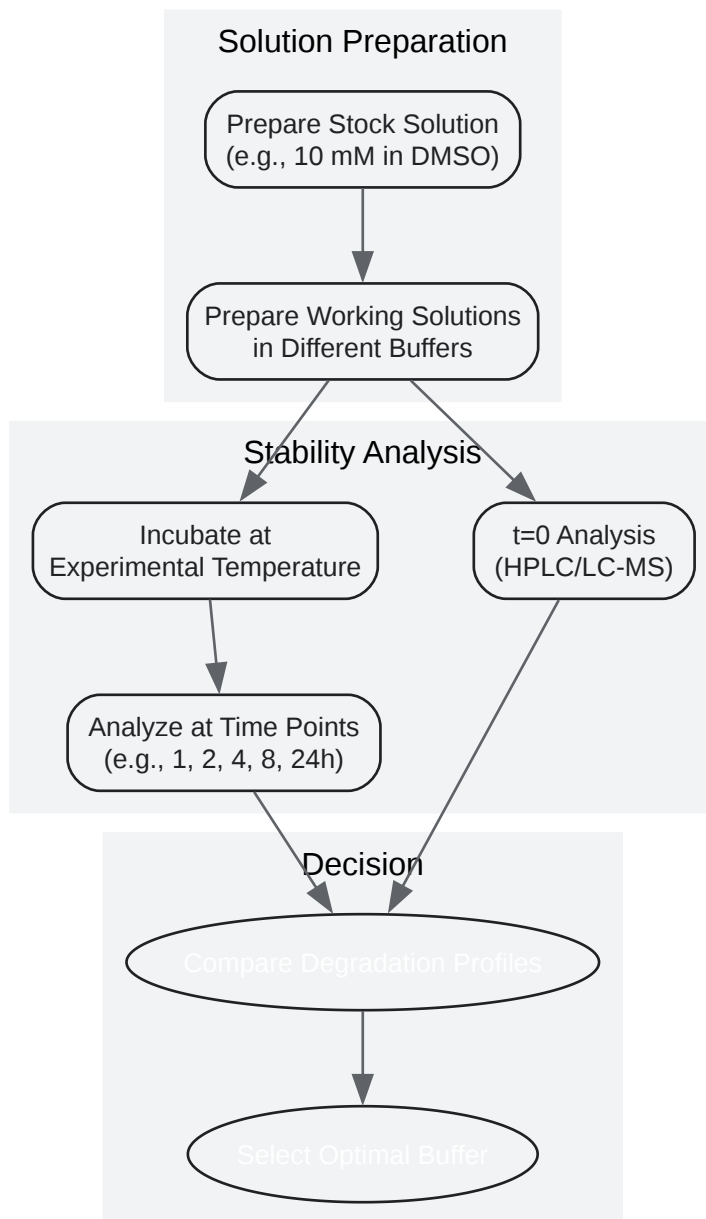 Solution Preparation
Prepare Stock Solution
(e.g., 10 mM in DMSO)
Prepare Working Solutions
in Different Buffers
Stability Analysis
Incubate at
Experimental Temperature
t=0 Analysis
(HPLC/LC-MS)
Analyze at Time Points
(e.g., 1, 2, 4, 8, 24h)
Decision
Compare Degradation Profiles
Select Optimal Buffer